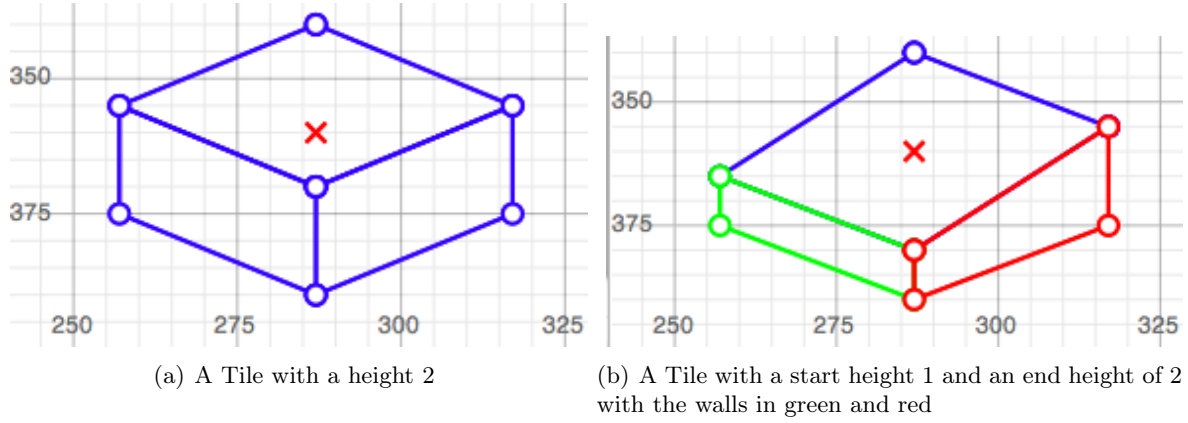 350
375
250 275 300 325
350
375
250 275 300 325
(a) A Tile with a height 2
(b) A Tile with a start height 1 and an end height of 2
with the walls in green and red